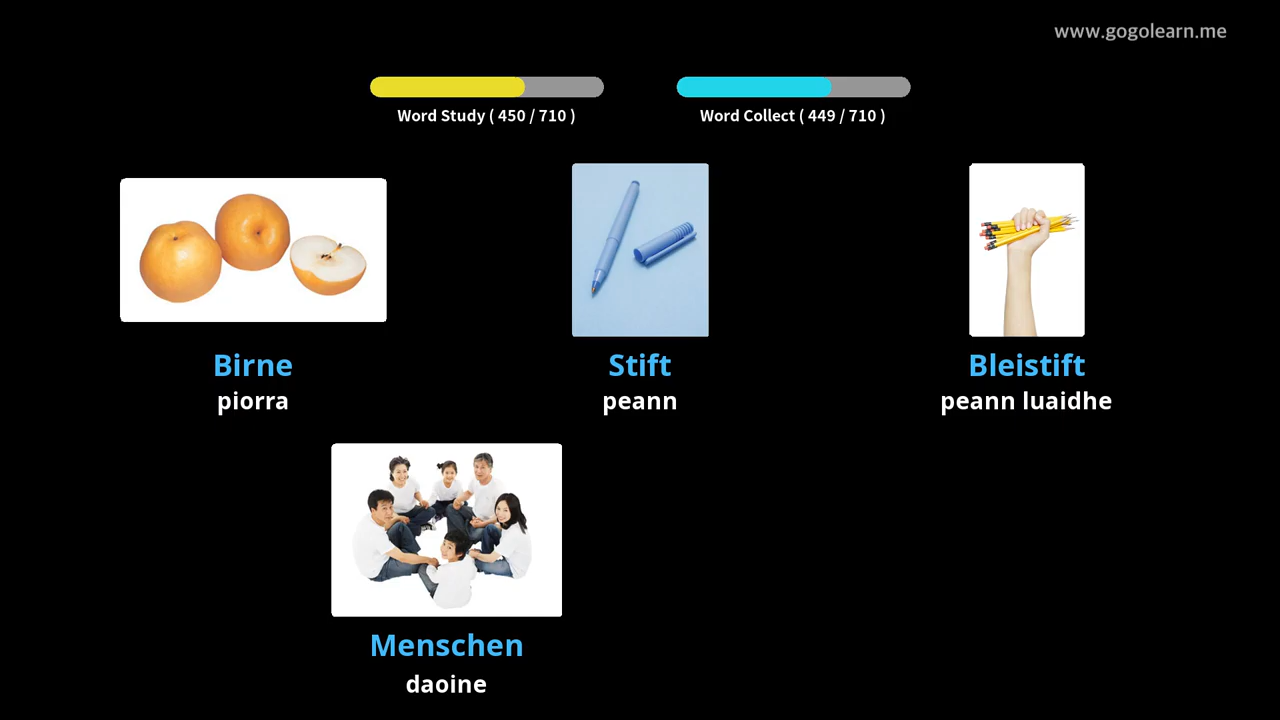 www.gogolearn.me
Word Study ( 450 / 710 )
Word Collect ( 449 / 710 )
Birne
piorra
Stift
peann
Bleistift
peann luaidhe
Menschen
daoine